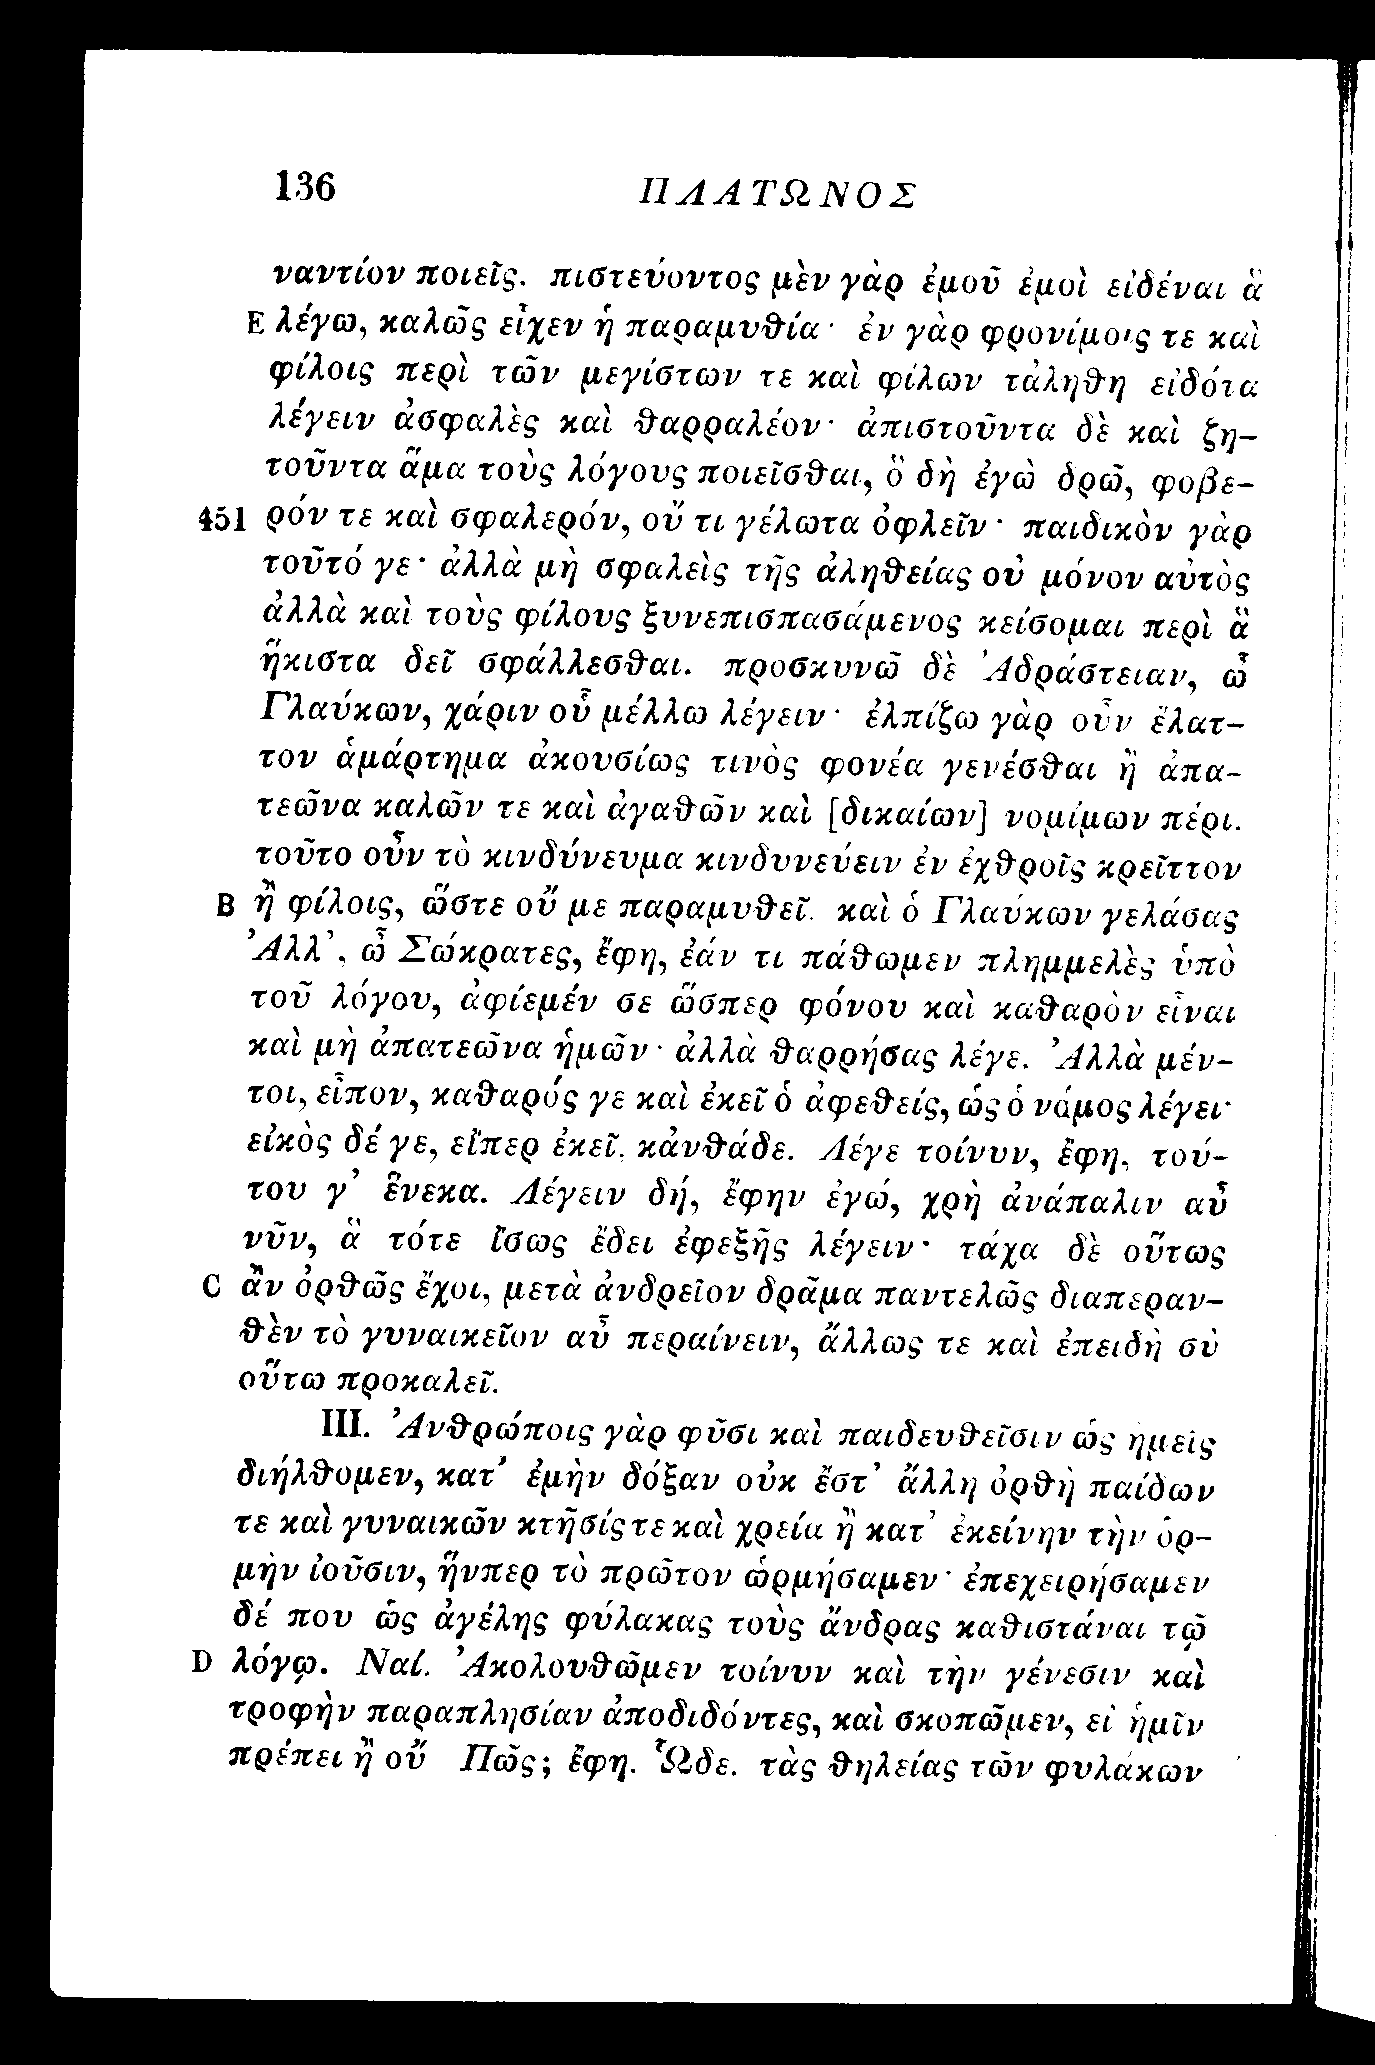 136 ΠΛΑΤΩΝΟΣ
ναντίον ποιεῖς. πιστεύοντος μὲν γὰρ ἐμοῦ ἐμοὶ εἰδέναι ἃ
E λέγω, καλῶς εἶχεν ἡ παραμυθία· ἐν γὰρ φρονίμοις τε καὶ
φίλοις περὶ τῶν μεγίστων τε καὶ φίλων τἀληθῆ εἰδότα
λέγειν ἀσφαλὲς καὶ θαρραλέον· ἀπιστοῦντα δὲ καὶ ζη-
τοῦντα ἅμα τοὺς λόγους ποιεῖσθαι, ὃ δὴ ἐγὼ δρῶ, φοβε-
451 ρόν τε καὶ σφαλερόν, οὔ τι γέλωτα ὀφλεῖν· παιδικὸν γὰρ
τοῦτό γε· ἀλλὰ μὴ σφαλεὶς τῆς ἀληθείας οὐ μόνον αὐτὸς
ἀλλὰ καὶ τοὺς φίλους ξυνεπισπασάμενος κείσομαι περὶ ἃ
ἥκιστα δεῖ σφάλλεσθαι. προσκυνῶ δὲ Ἀδράστειαν, ὦ
Γλαύκων, χάριν οὗ μέλλω λέγειν· ἐλπίζω γὰρ οὖν ἔλατ-
τον ἁμάρτημα ἀκουσίως τινὸς φονέα γενέσθαι ἢ ἀπα-
τεῶνα καλῶν τε καὶ ἀγαθῶν καὶ [δικαίων] νομίμων πέρι.
τοῦτο οὖν τὸ κινδύνευμα κινδυνεύειν ἐν ἐχθροῖς κρεῖττον
B ἢ φίλοις, ὥστε οὔ με παραμυθεῖ. καὶ ὁ Γλαύκων γελάσας
Ἀλλ’, ὦ Σώκρατες, ἔφη, ἐάν τι πάθωμεν πλημμελὲς ὑπὸ
τοῦ λόγου, ἀφίεμέν σε ὥσπερ φόνου καὶ καθαρὸν εἶναι
καὶ μὴ ἀπατεῶνα ἡμῶν· ἀλλὰ θαρρήσας λέγε. Ἀλλὰ μέν-
τοι, εἶπον, καθαρός γε καὶ ἐκεῖ ὁ ἀφεθείς, ὡς ὁ νόμος λέγει·
εἰκὸς δέ γε, εἴπερ ἐκεῖ, κἀνθάδε. Λέγε τοίνυν, ἔφη, τού-
του γ’ ἕνεκα. Λέγειν δή, ἔφην ἐγώ, χρὴ ἀνάπαλιν αὖ
νῦν, ἃ τότε ἴσως ἔδει ἐφεξῆς λέγειν· τάχα δὲ οὕτως
C ἂν ὀρθῶς ἔχοι, μετὰ ἀνδρεῖον δρᾶμα παντελῶς διαπεραν-
θὲν τὸ γυναικεῖον αὖ περαίνειν, ἄλλως τε καὶ ἐπειδὴ σὺ
οὕτω προκαλεῖ.
III. Ἀνθρώποις γὰρ φῦσι καὶ παιδευθεῖσιν ὡς ἡμεῖς
διήλθομεν, κατ’ ἐμὴν δόξαν οὐκ ἔστ’ ἄλλη ὀρθὴ παίδων
τε καὶ γυναικῶν κτῆσίς τε καὶ χρεία ἢ κατ’ ἐκείνην τὴν ὁρ-
μὴν ἰοῦσιν, ἥνπερ τὸ πρῶτον ὡρμήσαμεν· ἐπεχειρήσαμεν
δέ που ὡς ἀγέλης φύλακας τοὺς ἄνδρας καθιστάναι τῷ
D λόγῳ. Ναί. Ἀκολουθῶμεν τοίνυν καὶ τὴν γένεσιν καὶ
τροφὴν παραπλησίαν ἀποδιδόντες, καὶ σκοπῶμεν, εἰ ἡμῖν
πρέπει ἢ οὔ Πῶς; ἔφη. Ὧδε. τὰς θηλείας τῶν φυλάκων